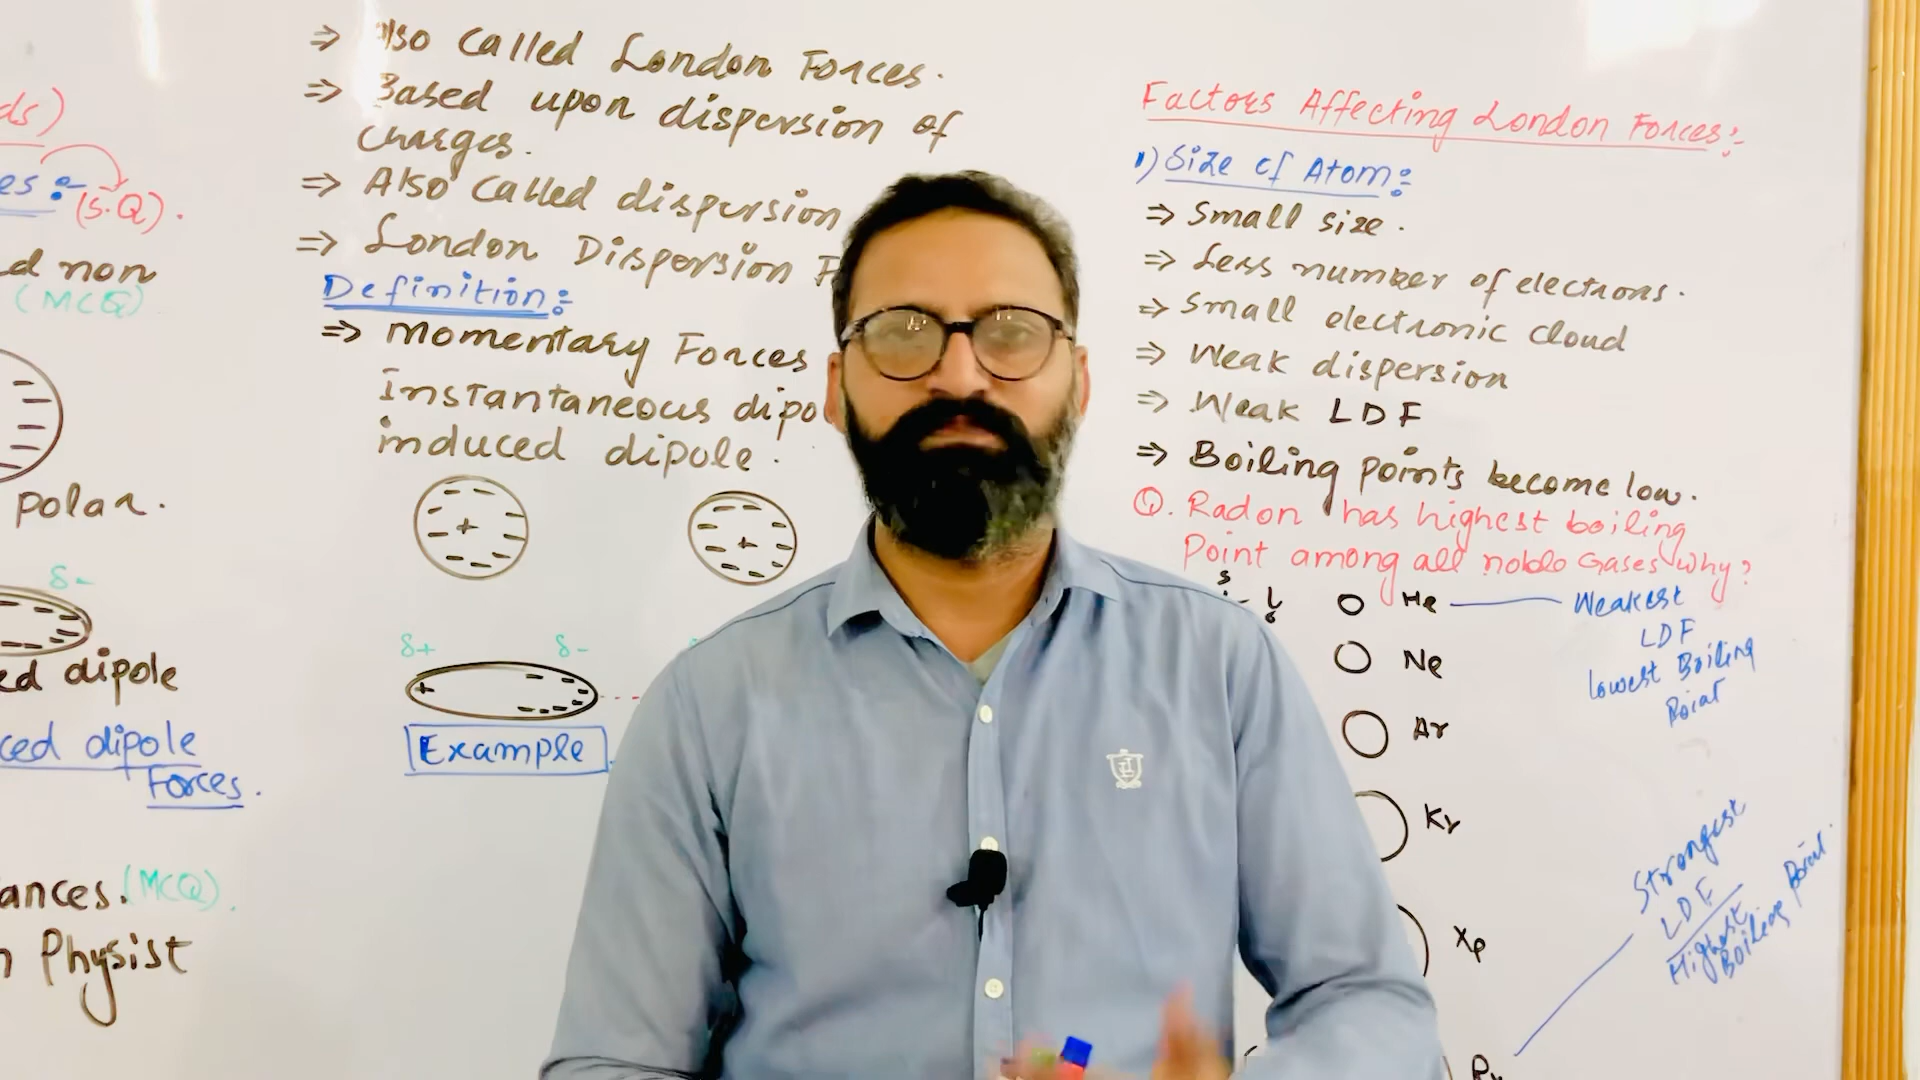 ds)
es:- (S.Q).
d non
(MCQ)
polar.
δ-
ed dipole
ced dipole
Forces.
ances. (MCQ).
n Physist
⇒ Also Called London Forces.
⇒ Based upon dispersion of
charges.
⇒ Also Called dispersion
⇒ London Dispersion F
Definition:-
⇒ Momentary Forces
Instantaneous dipo
induced dipole.
+
+
δ+ δ-
+
Example
Factors Affecting London Forces:-
1) Size of Atom:-
⇒ Small size.
⇒ Less number of electrons.
⇒ Small electronic cloud
⇒ Weak dispersion
⇒ Weak LDF
⇒ Boiling points become low.
Q. Radon has highest boiling
Point among all noble Gases why?
He Weakest
LDF
Lowest Boiling
Point
Ne
Ar
Kr
Xe
Strongest
LDF
Highest
Boiling Point.